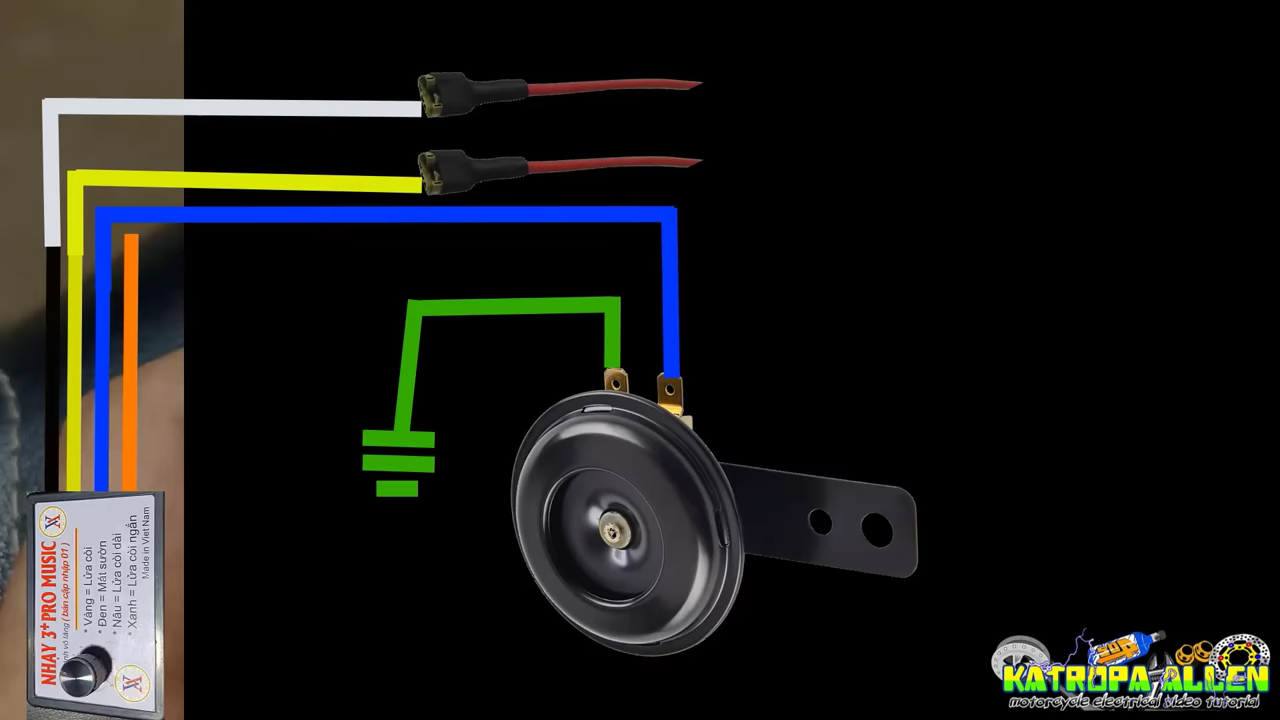 NHẠY 3+ PRO MUSIC
( bản cập nhập 01 )
* Vàng = Lửa còi
* Đen = Mát sườn
* Nâu = Lửa còi dài
* Xanh = Lửa còi ngắn
Made in Viet Nam
KATROPA ALLEN
motorcycle electrical video tutorial